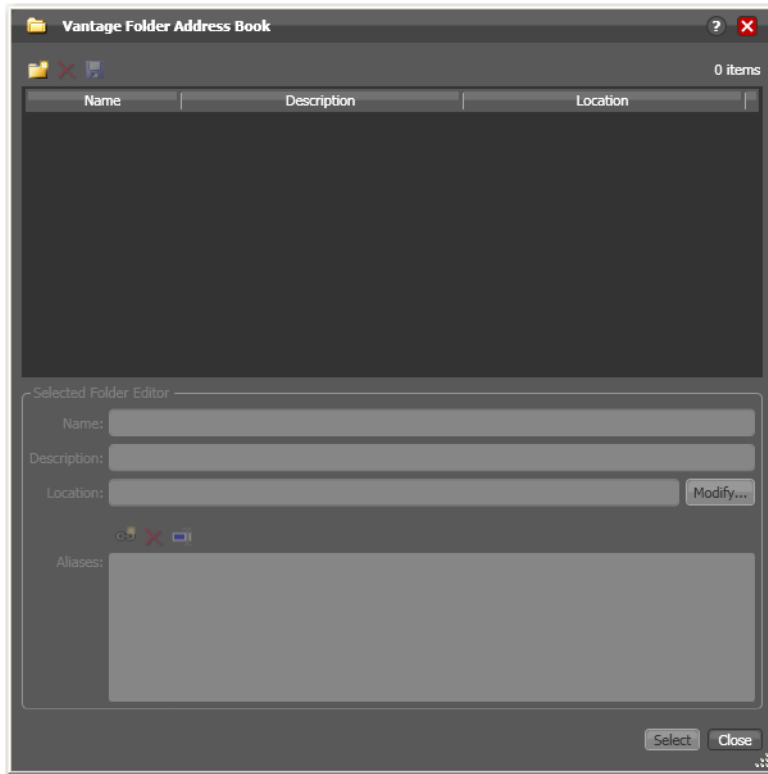 Vantage Folder Address Book
?
0 items
Name Description Location
Selected Folder Editor
Name:
Description:
Location: Modify...
Aliases:
Select Close